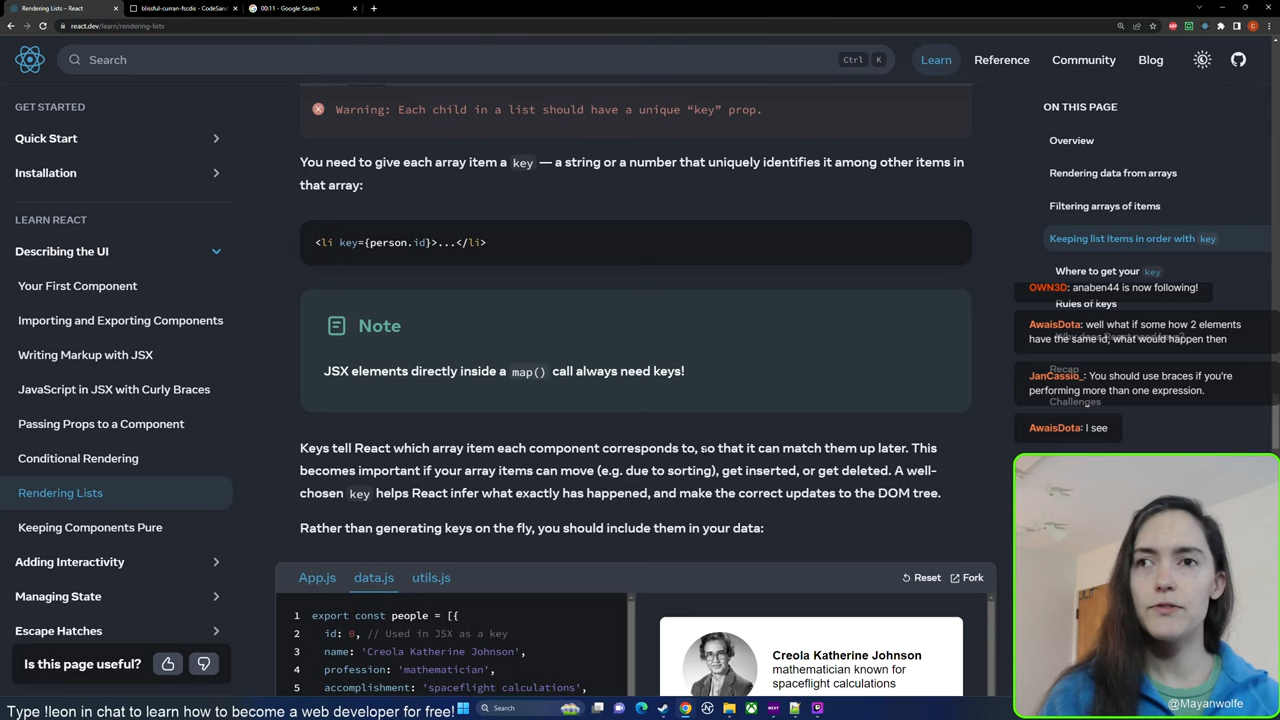 Rendering Lists – React
blissful-curran-fscdis - CodeSand
00:11 - Google Search
react.dev/learn/rendering-lists
Search
Ctrl K
Learn
Reference
Community
Blog
GET STARTED
Quick Start
Installation
LEARN REACT
Describing the UI
Your First Component
Importing and Exporting Components
Writing Markup with JSX
JavaScript in JSX with Curly Braces
Passing Props to a Component
Conditional Rendering
Rendering Lists
Keeping Components Pure
Adding Interactivity
Managing State
Escape Hatches
Is this page useful?
Warning: Each child in a list should have a unique “key” prop.
You need to give each array item a key — a string or a number that uniquely identifies it among other items in
that array:
<li key={person.id}>...</li>
Note
JSX elements directly inside a map() call always need keys!
Keys tell React which array item each component corresponds to, so that it can match them up later. This
becomes important if your array items can move (e.g. due to sorting), get inserted, or get deleted. A well-
chosen key helps React infer what exactly has happened, and make the correct updates to the DOM tree.
Rather than generating keys on the fly, you should include them in your data:
App.js
data.js
utils.js
Reset
Fork
1 export const people = [{
2 id: 0, // Used in JSX as a key
3 name: 'Creola Katherine Johnson',
4 profession: 'mathematician',
5 accomplishment: 'spaceflight calculations',
Creola Katherine Johnson
mathematician known for
spaceflight calculations
ON THIS PAGE
Overview
Rendering data from arrays
Filtering arrays of items
Keeping list items in order with key
Where to get your key
OWN3D: anaben44 is now following!
Rules of keys
AwaisDota: well what if some how 2 elements
have the same id, what would happen then
Why does React need keys?
Recap
JanCassio_: You should use braces if you're
performing more than one expression.
Challenges
AwaisDota: I see
@Mayanwolfe
Type !leon in chat to learn how to become a web developer for free!
Search